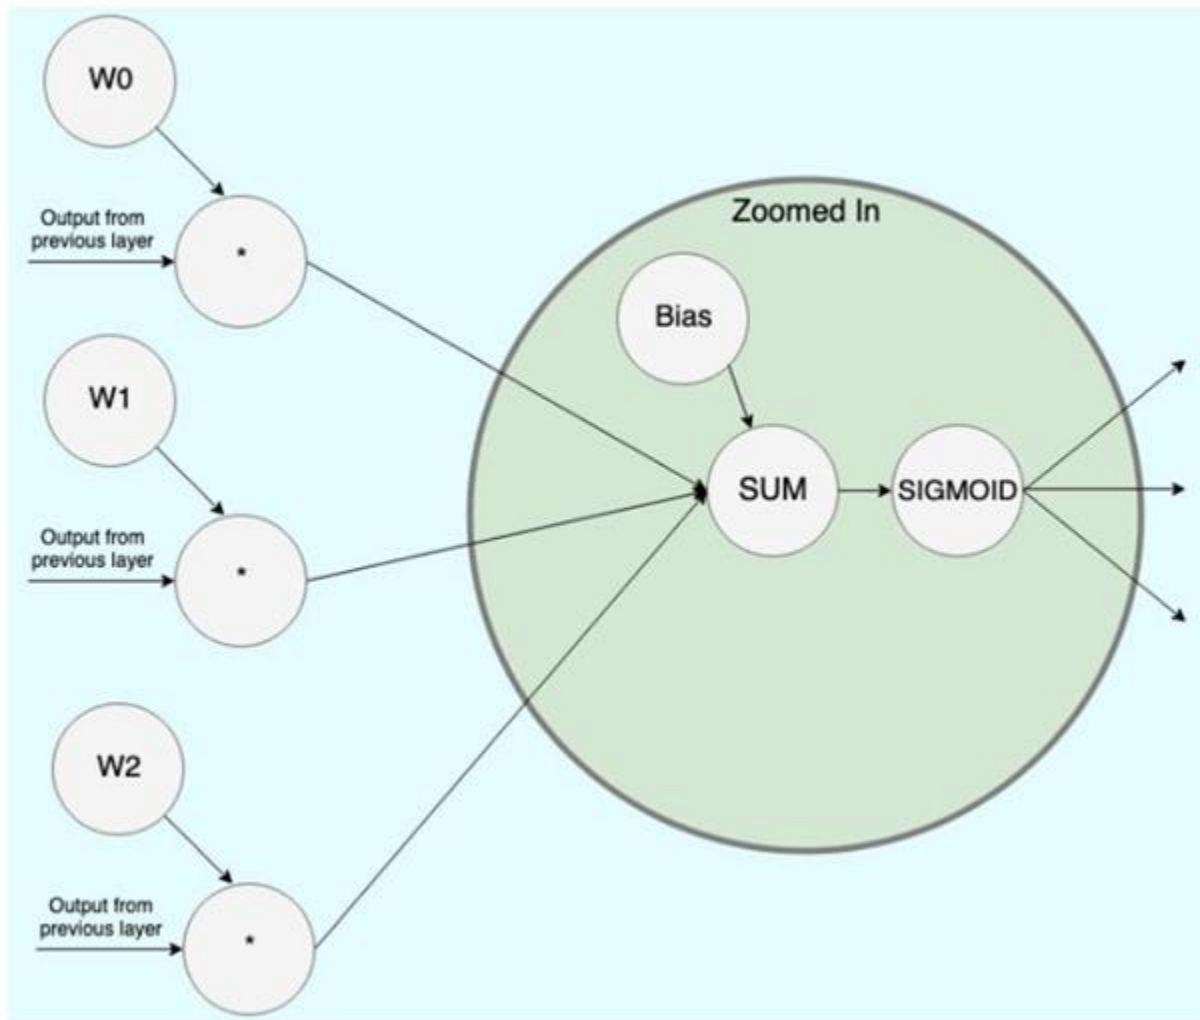 W0
Output from
previous layer
*
W1
Output from
previous layer
*
W2
Output from
previous layer
*
Zoomed In
Bias
SUM
SIGMOID